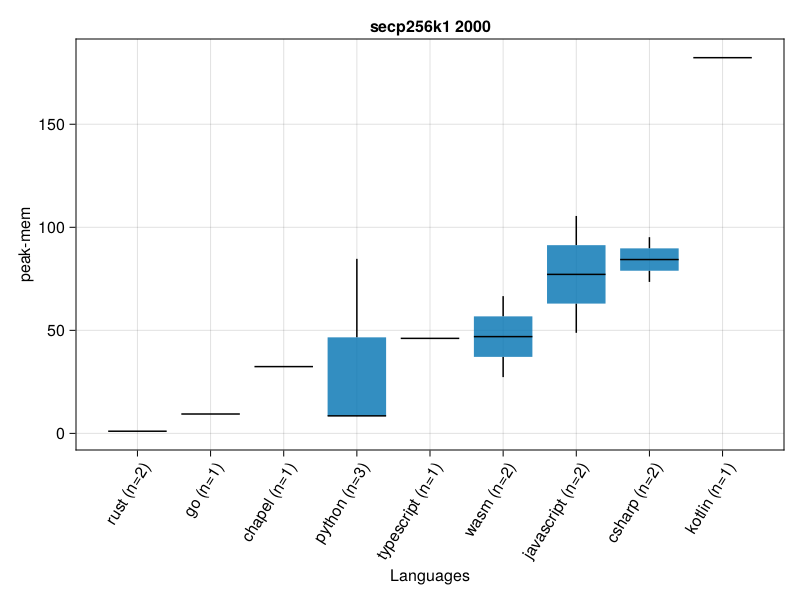 secp256k1 2000
peak-mem
150
100
50
0
rust (n=2)
go (n=1)
chapel (n=1)
python (n=3)
typescript (n=1)
wasm (n=2)
javascript (n=2)
csharp (n=2)
kotlin (n=1)
Languages